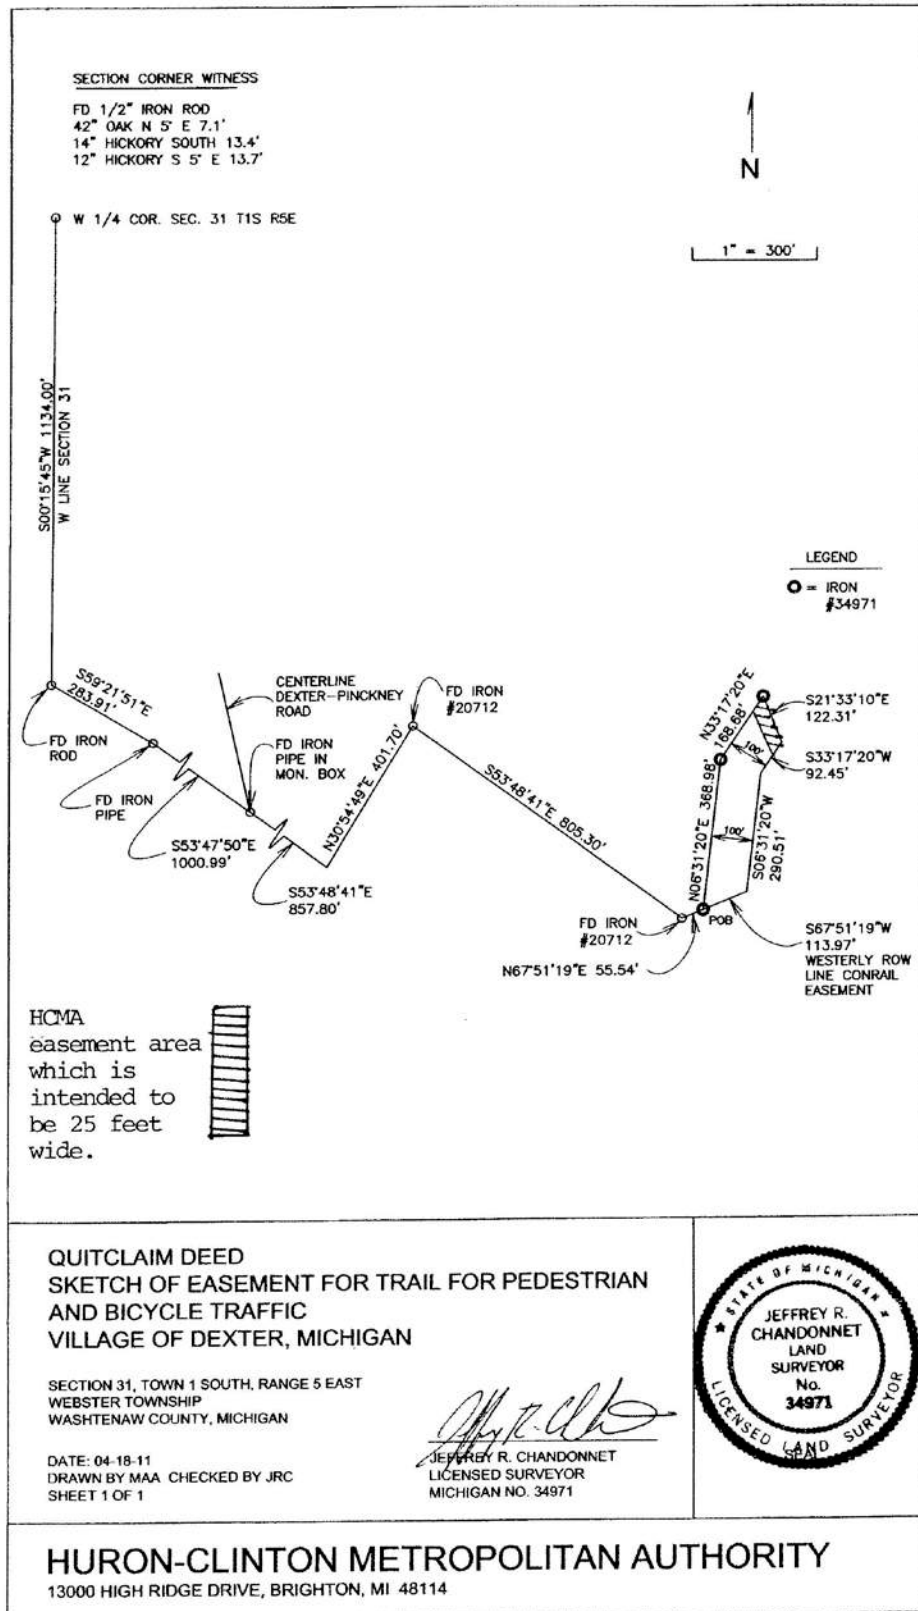 SECTION CORNER WITNESS
FD 1/2" IRON ROD
42" OAK N 5° E 7.1'
14" HICKORY SOUTH 13.4'
12" HICKORY S 5° E 13.7'
N
W 1/4 COR. SEC. 31 T1S R5E
1" = 300'
S00°15'45"W 1134.00'
W LINE SECTION 31
LEGEND
= IRON
#34971
S59°21'51"E
283.91'
FD IRON
ROD
FD IRON
PIPE
CENTERLINE
DEXTER-PINCKNEY
ROAD
FD IRON
PIPE IN
MON. BOX
S53°47'50"E
1000.99'
S53°48'41"E
857.80'
N30°54'49"E 401.70'
FD IRON
#20712
S53°48'41"E 805.30'
FD IRON
#20712
N67°51'19"E 55.54'
POB
N06°31'20"E 368.98'
N33°17'20"E
168.68'
100'
100'
S21°33'10"E
122.31'
S33°17'20"W
92.45'
S06°31'20"W
290.51'
S67°51'19"W
113.97'
WESTERLY ROW
LINE CONRAIL
EASEMENT
HCMA
easement area
which is
intended to
be 25 feet
wide.
QUITCLAIM DEED
SKETCH OF EASEMENT FOR TRAIL FOR PEDESTRIAN
AND BICYCLE TRAFFIC
VILLAGE OF DEXTER, MICHIGAN
SECTION 31, TOWN 1 SOUTH, RANGE 5 EAST
WEBSTER TOWNSHIP
WASHTENAW COUNTY, MICHIGAN
DATE: 04-18-11
DRAWN BY MAA CHECKED BY JRC
SHEET 1 OF 1
JEFFREY R. CHANDONNET
LICENSED SURVEYOR
MICHIGAN NO. 34971
STATE OF MICHIGAN
JEFFREY R.
CHANDONNET
LAND
SURVEYOR
No.
34971
LICENSED LAND SURVEYOR
SEAL
HURON-CLINTON METROPOLITAN AUTHORITY
13000 HIGH RIDGE DRIVE, BRIGHTON, MI 48114